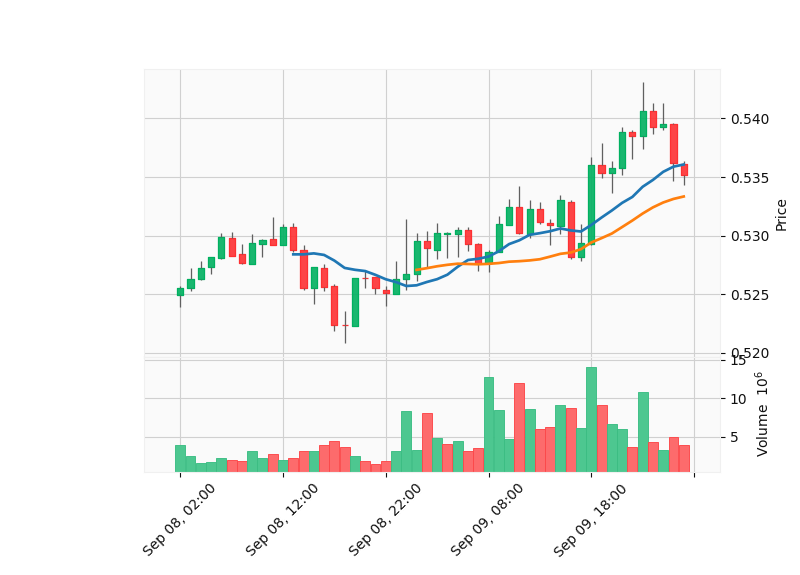 0.540
0.535
0.530
0.525
0.520
Price
15
10
5
Volume 10^6
Sep 08, 02:00
Sep 08, 12:00
Sep 08, 22:00
Sep 09, 08:00
Sep 09, 18:00